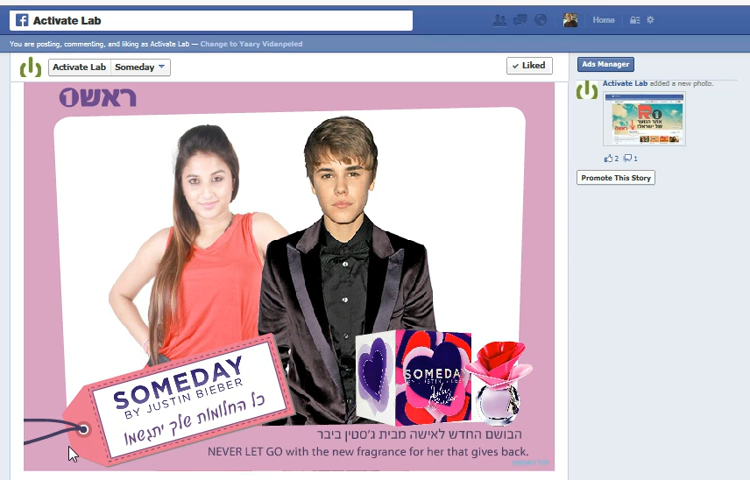 Activate Lab
Home
You are posting, commenting, and liking as Activate Lab — Change to Yaary Vidanpeled
Activate Lab Someday
Liked
Ads Manager
Activate Lab added a new photo.
2 1
Promote This Story
ראש1
SOMEDAY
BY JUSTIN BIEBER
כל החלומות שלך יתגשמו
SOMEDAY
הבושם החדש לאישה מבית ג'סטין ביבר
NEVER LET GO with the new fragrance for her that gives back.